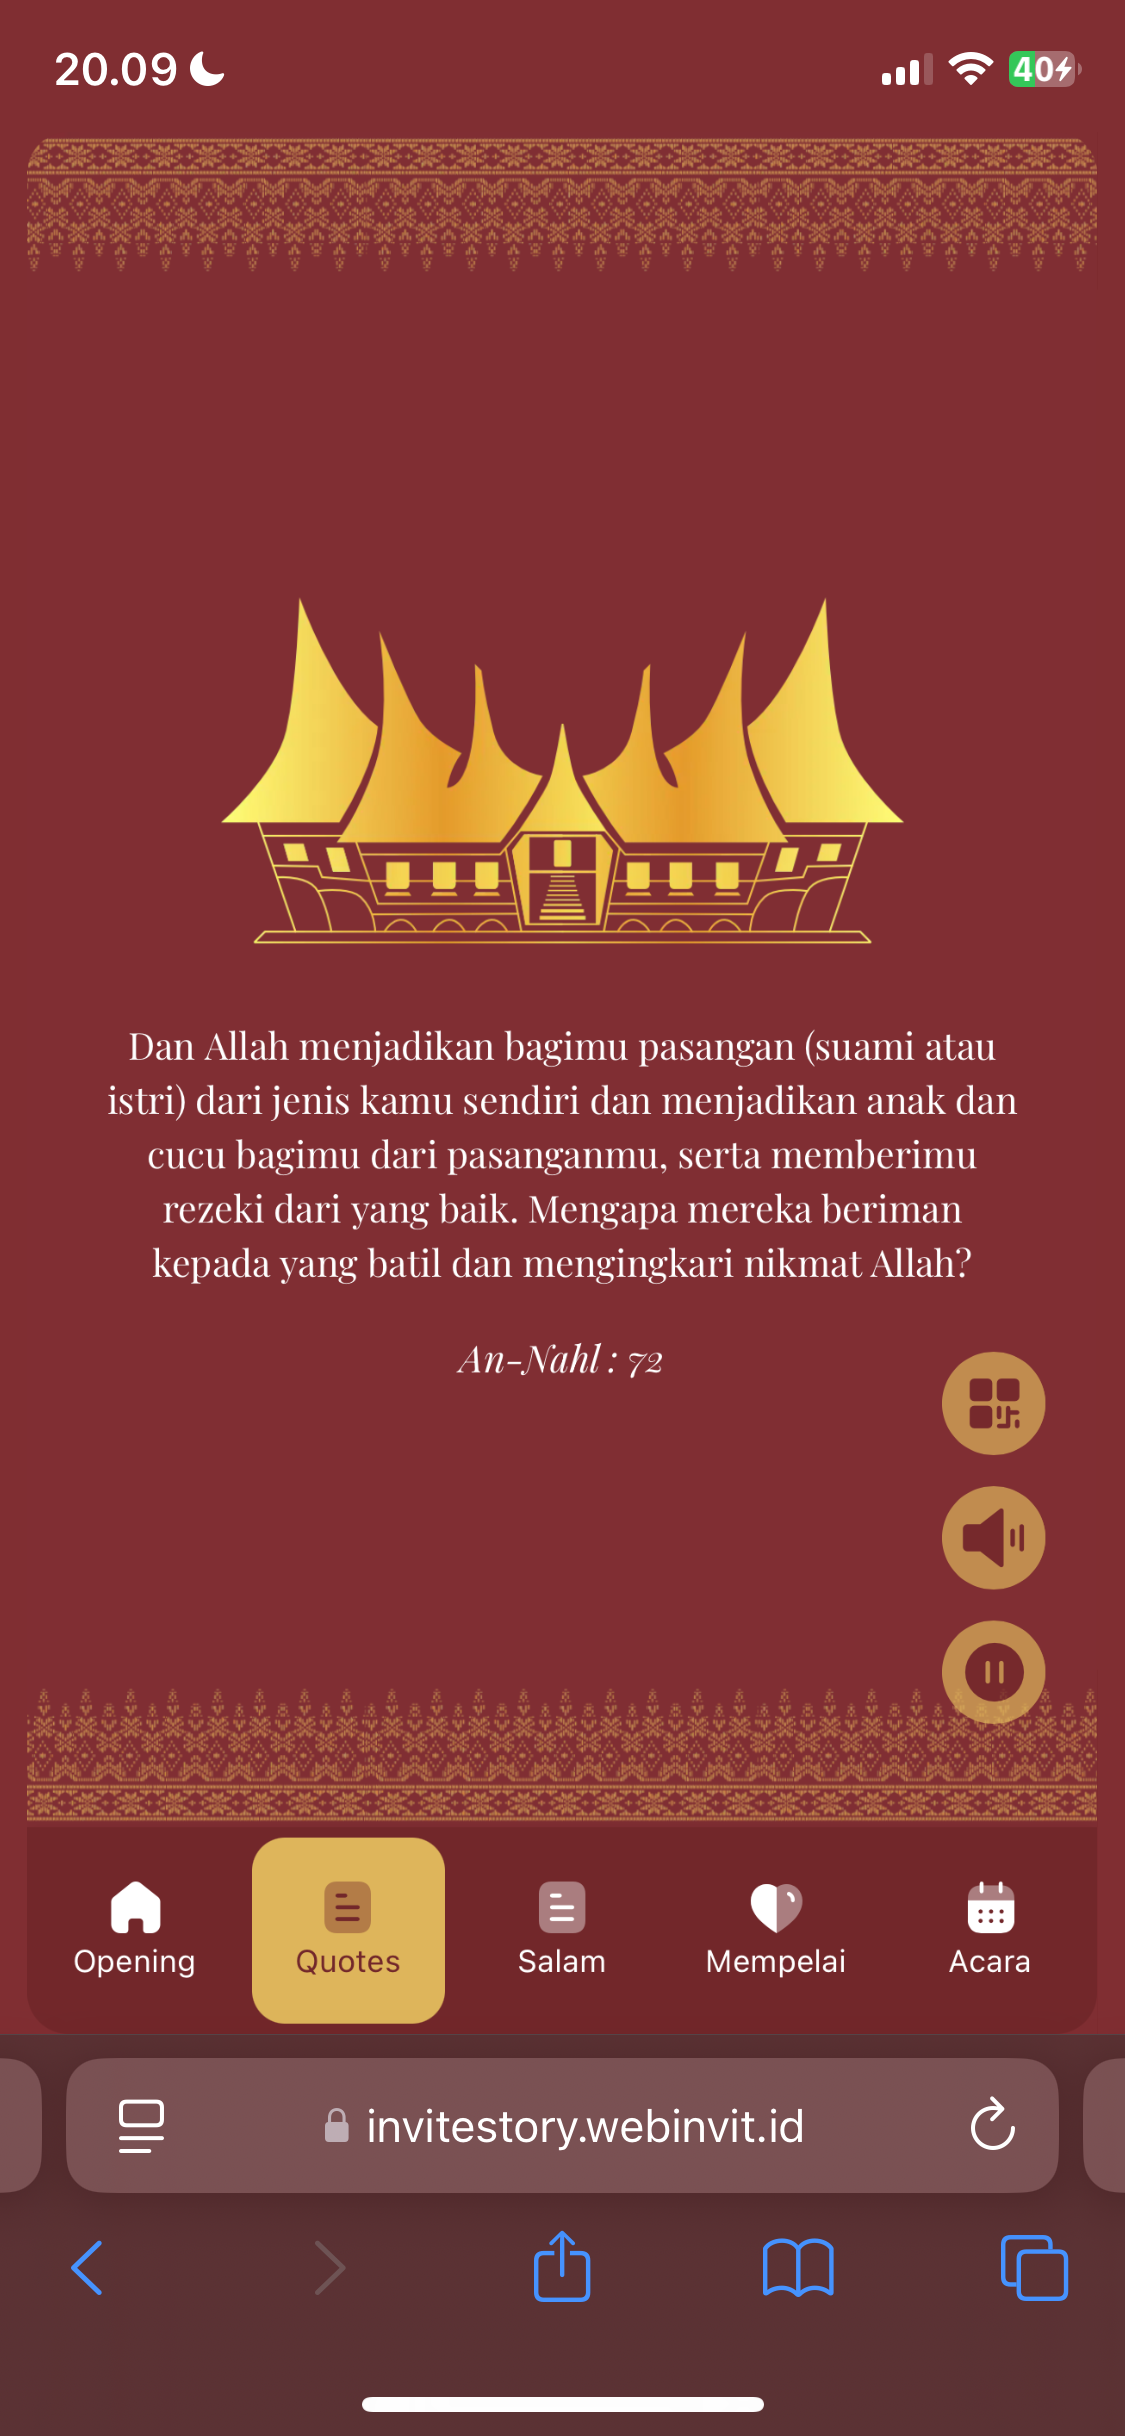 20.09
40
Dan Allah menjadikan bagimu pasangan (suami atau
istri) dari jenis kamu sendiri dan menjadikan anak dan
cucu bagimu dari pasanganmu, serta memberimu
rezeki dari yang baik. Mengapa mereka beriman
kepada yang batil dan mengingkari nikmat Allah?
An-Nahl : 72
Opening
Quotes
Salam
Mempelai
Acara
invitestory.webinvit.id